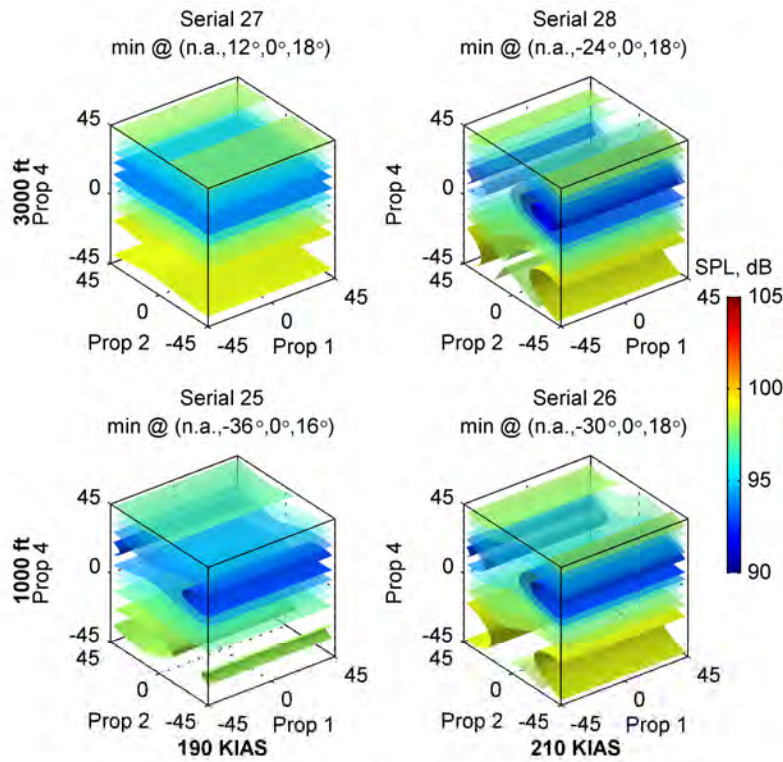 Serial 27
min @ (n.a.,12°,0°,18°)
Serial 28
min @ (n.a.,-24°,0°,18°)
3000 ft
Prop 4
45
0
-45
45
0
Prop 2
-45
-45
0
Prop 1
45
Prop 4
45
0
-45
45
0
Prop 2
-45
-45
0
Prop 1
45
SPL, dB
105
100
95
90
Serial 25
min @ (n.a.,-36°,0°,16°)
Serial 26
min @ (n.a.,-30°,0°,18°)
1000 ft
Prop 4
45
0
-45
45
0
Prop 2
-45
-45
0
Prop 1
45
190 KIAS
Prop 4
45
0
-45
45
0
Prop 2
-45
-45
0
Prop 1
45
210 KIAS